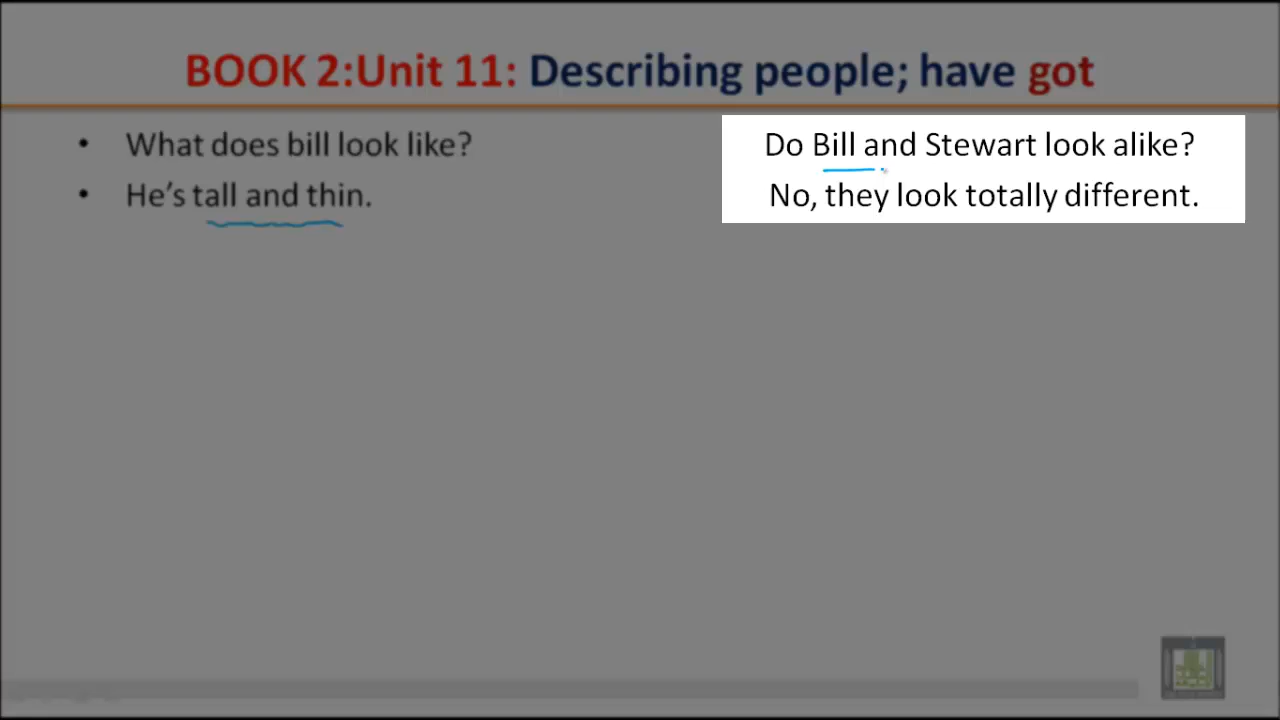 BOOK 2:Unit 11: Describing people; have got
• What does bill look like?
• He's tall and thin.
Do Bill and Stewart look alike?
No, they look totally different.